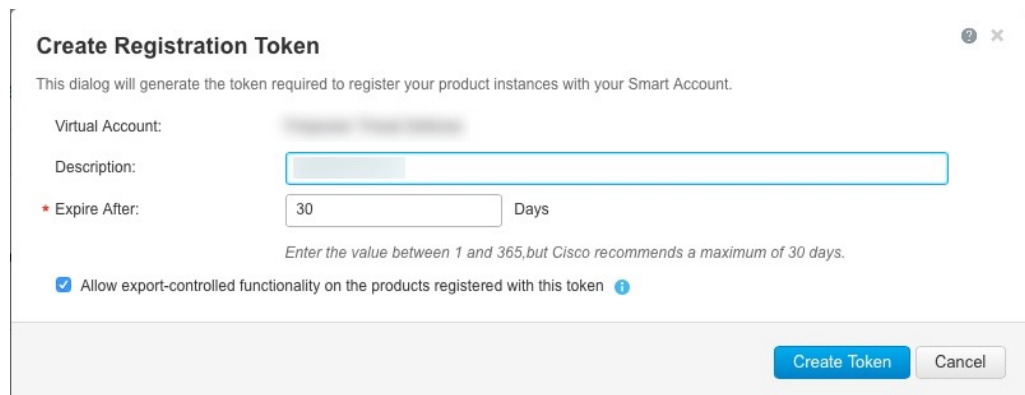 Create Registration Token
This dialog will generate the token required to register your product instances with your Smart Account.
Virtual Account:
Description:
* Expire After: 30 Days
Enter the value between 1 and 365,but Cisco recommends a maximum of 30 days.
Allow export-controlled functionality on the products registered with this token
Create Token Cancel